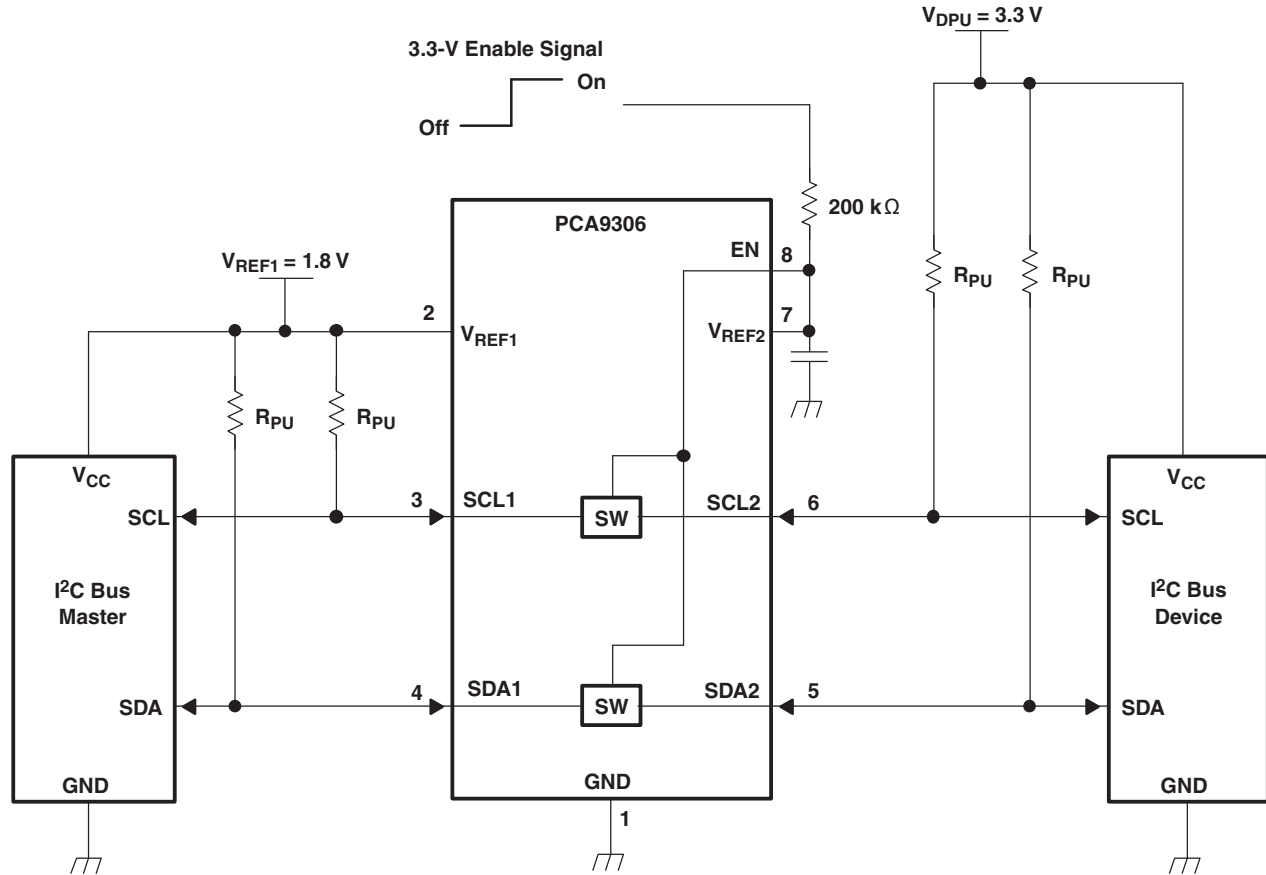 V_DPU = 3.3 V
3.3-V Enable Signal
On
Off
200 kΩ
PCA9306
EN
8
V_REF1 = 1.8 V
R_PU
R_PU
2
V_REF1
7
V_REF2
R_PU
R_PU
V_CC
V_CC
SCL
3
SCL1
SW
SCL2
6
SCL
I²C Bus
Master
I²C Bus
Device
SDA
4
SDA1
SW
SDA2
5
SDA
GND
GND
GND
1